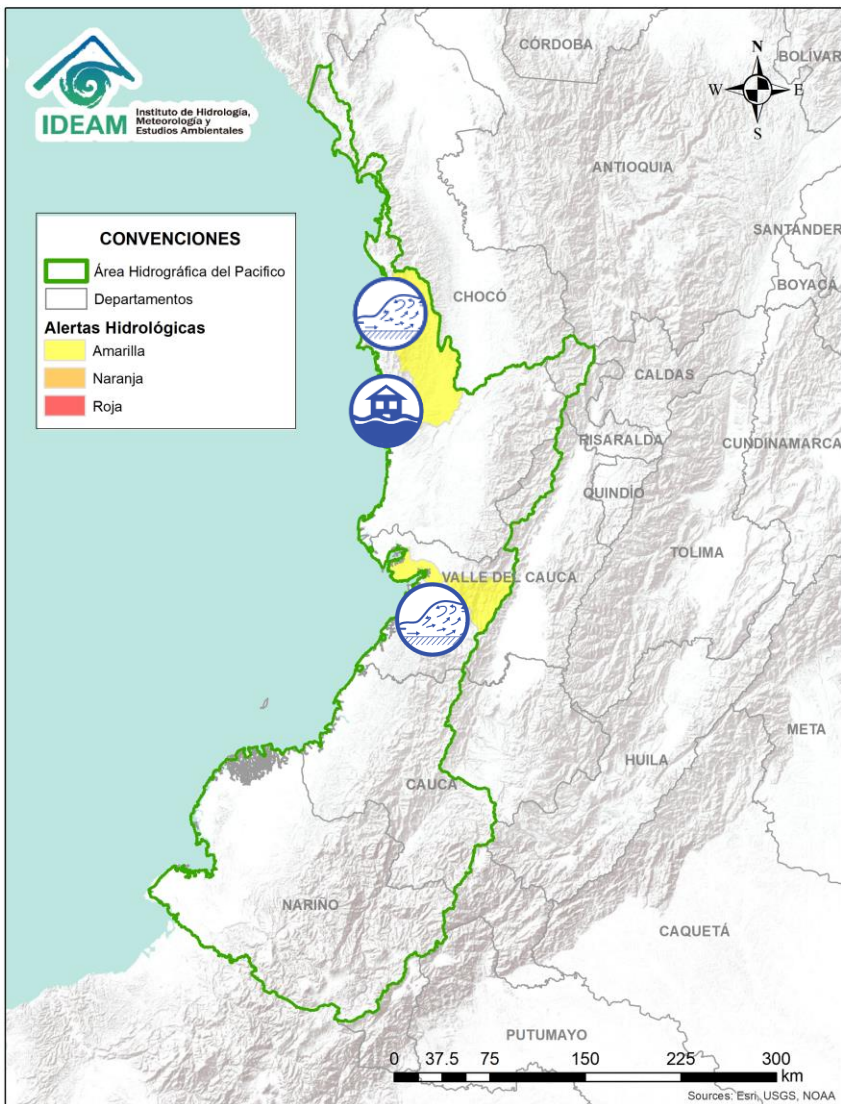 IDEAM
Instituto de Hidrología,
Meteorología y
Estudios Ambientales
CÓRDOBA
BOLÍVAR
N
W
E
S
ANTIOQUIA
SANTANDER
BOYACÁ
CONVENCIONES
Área Hidrográfica del Pacifico
Departamentos
Alertas Hidrológicas
Amarilla
Naranja
Roja
CHOCÓ
CALDAS
RISARALDA
CUNDINAMARCA
QUINDÍO
TOLIMA
VALLE DEL CAUCA
META
HUILA
CAUCA
NARIÑO
CAQUETÁ
PUTUMAYO
0 37.5 75 150 225 300
km
Sources: Esri, USGS, NOAA